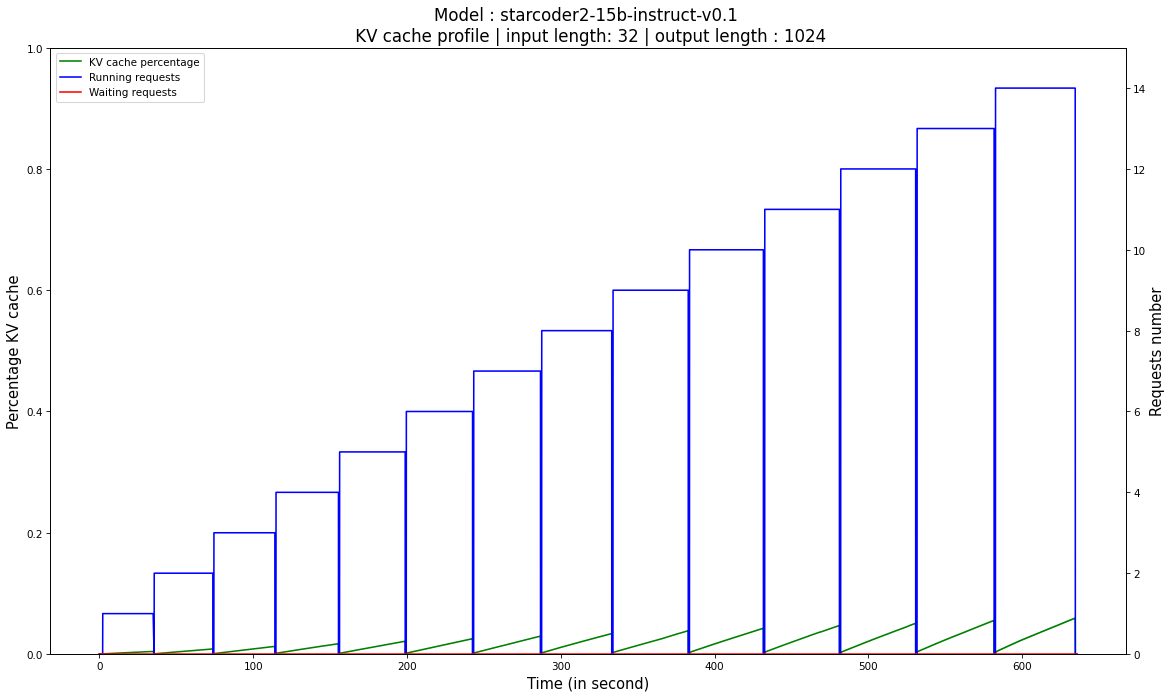 Model : starcoder2-15b-instruct-v0.1
KV cache profile | input length: 32 | output length : 1024
KV cache percentage
Running requests
Waiting requests
1.0
0.8
0.6
0.4
0.2
0.0
Percentage KV cache
14
12
10
8
6
4
2
0
Requests number
0 100 200 300 400 500 600
Time (in second)